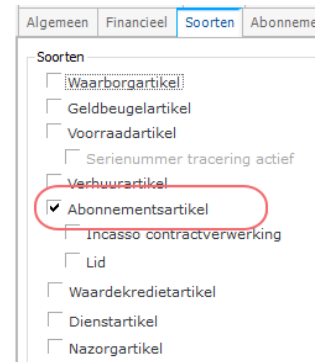 Algemeen Financieel Soorten Abonneme
Soorten
Waarborgartikel
Geldbeugelartikel
Voorraadartikel
Serienummer tracering actief
Verhuurartikel
Abonnementsartikel
Incasso contractverwerking
Lid
Waardekredietartikel
Dienstartikel
Nazorgartikel